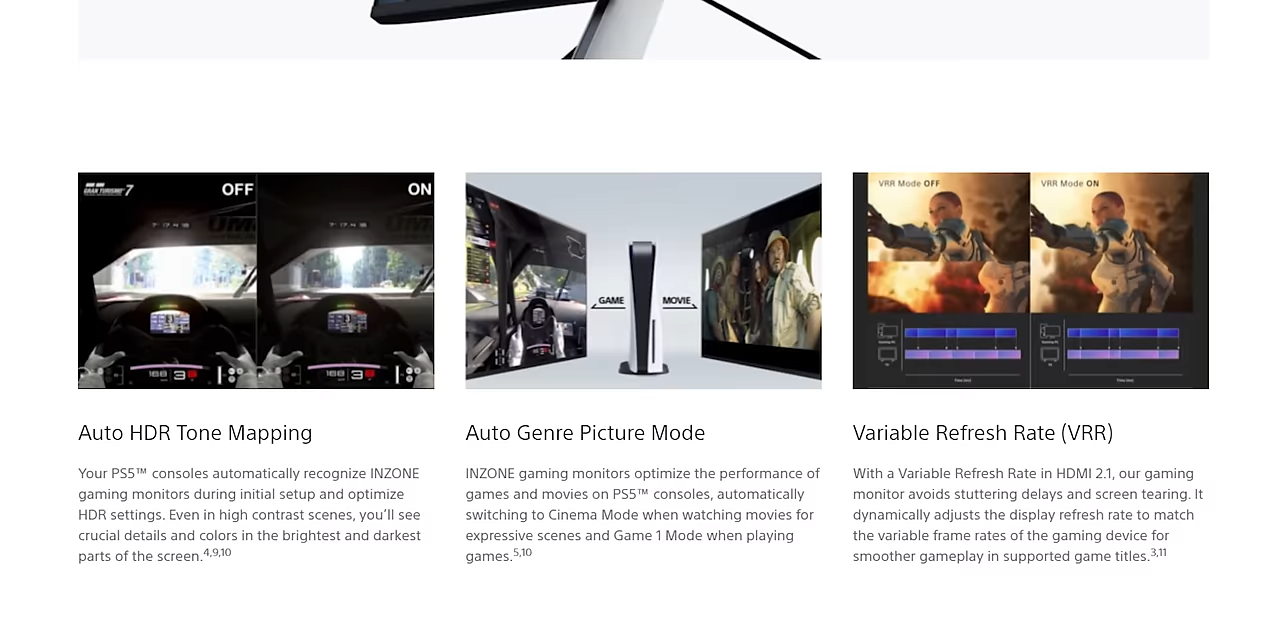 GRAN TURISMO 7
OFF
ON
GAME
MOVIE
VRR Mode OFF
VRR Mode ON
Auto HDR Tone Mapping
Your PS5™ consoles automatically recognize INZONE
gaming monitors during initial setup and optimize
HDR settings. Even in high contrast scenes, you’ll see
crucial details and colors in the brightest and darkest
parts of the screen.4,9,10
Auto Genre Picture Mode
INZONE gaming monitors optimize the performance of
games and movies on PS5™ consoles, automatically
switching to Cinema Mode when watching movies for
expressive scenes and Game 1 Mode when playing
games.5,10
Variable Refresh Rate (VRR)
With a Variable Refresh Rate in HDMI 2.1, our gaming
monitor avoids stuttering delays and screen tearing. It
dynamically adjusts the display refresh rate to match
the variable frame rates of the gaming device for
smoother gameplay in supported game titles.3,11